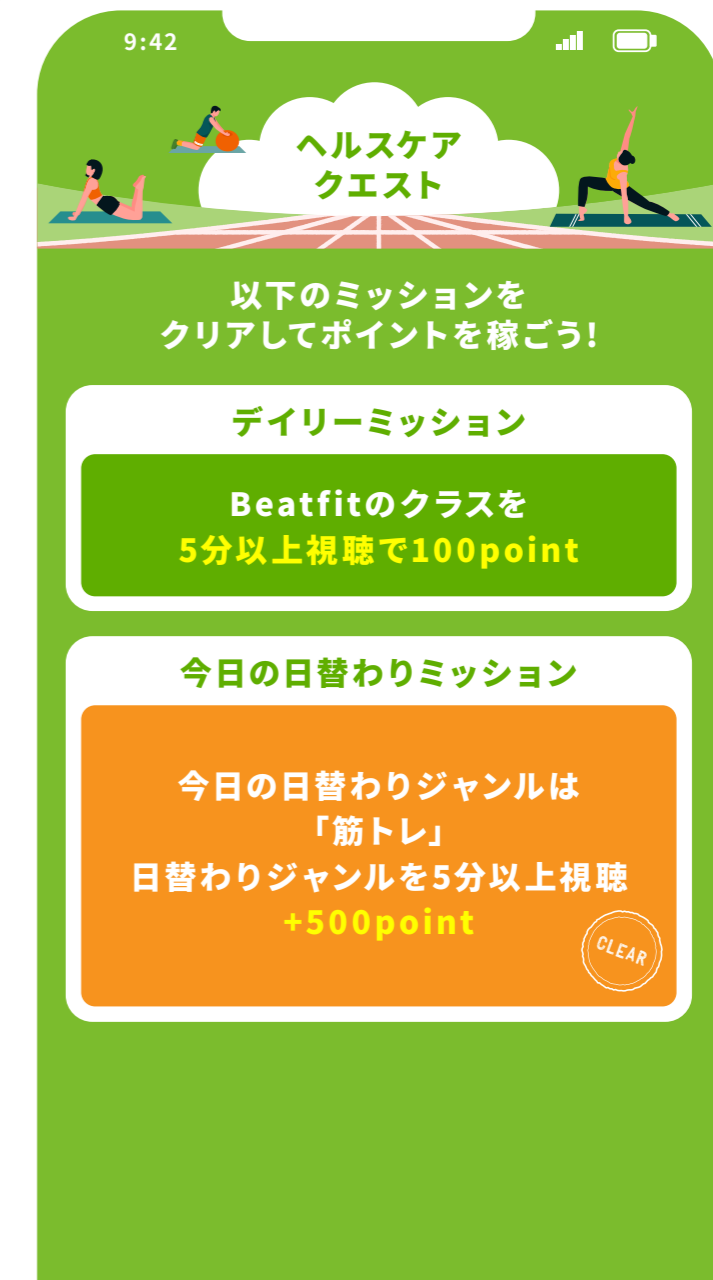 9:42
ヘルスケア
クエスト
以下のミッションを
クリアしてポイントを稼ごう!
デイリーミッション
Beatfitのクラスを
5分以上視聴で100point
今日の日替わりミッション
今日の日替わりジャンルは
「筋トレ」
日替わりジャンルを5分以上視聴
+500point
CLEAR